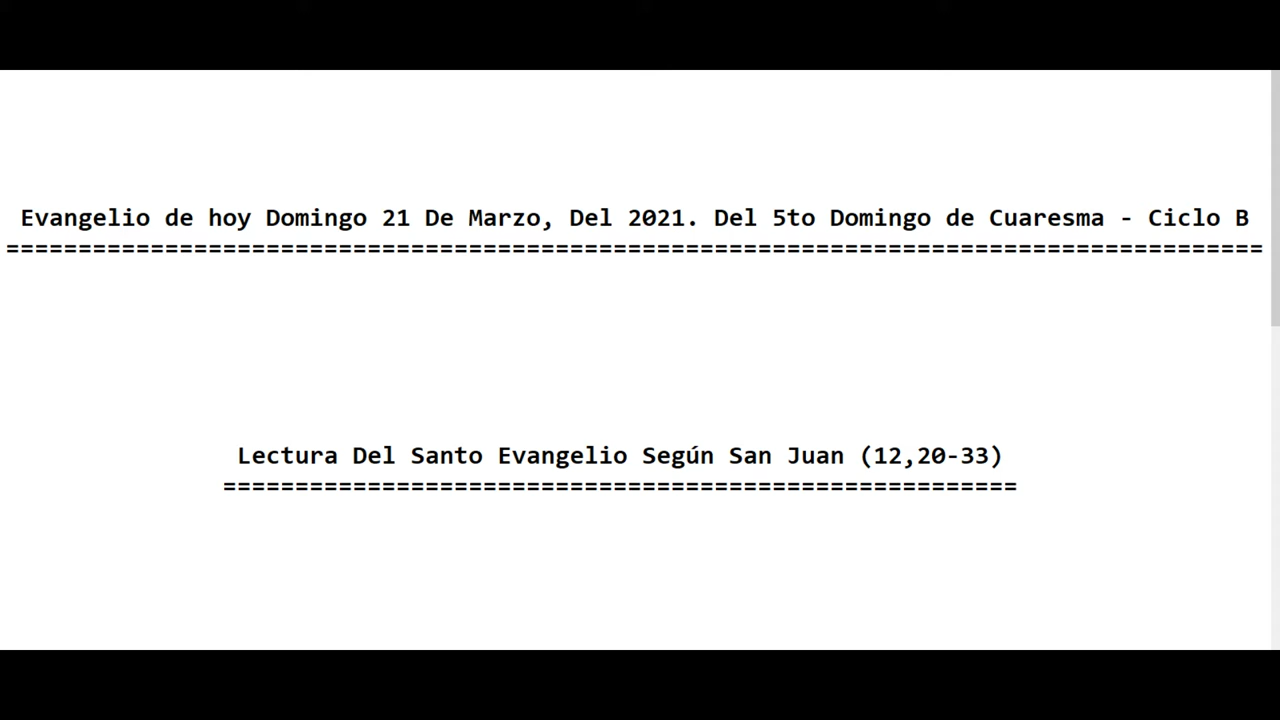 Evangelio de hoy Domingo 21 De Marzo, Del 2021. Del 5to Domingo de Cuaresma - Ciclo B
=======================================================================================
Lectura Del Santo Evangelio Según San Juan (12,20-33)
=======================================================